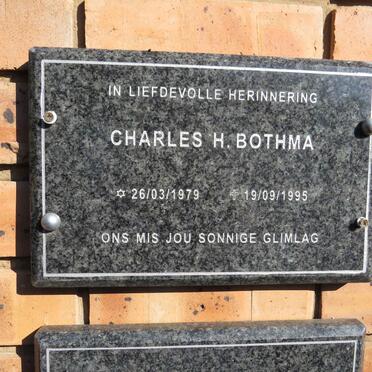 IN LIEFDEVOLLE HERINNERING
CHARLES H. BOTHMA
✡ 26/03/1979 ✞ 19/09/1995
ONS MIS JOU SONNIGE GLIMLAG